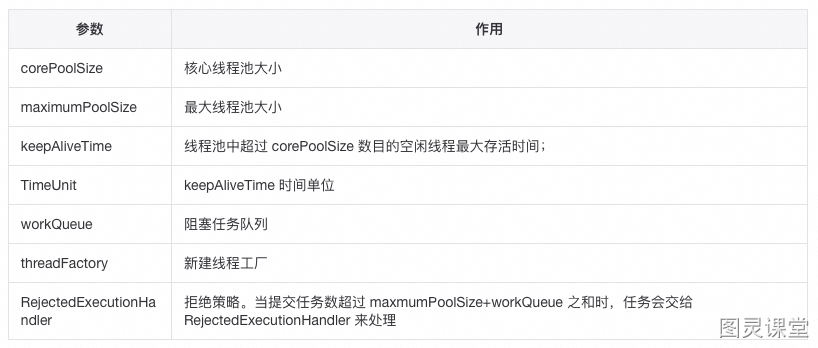 参数 作用
corePoolSize 核心线程池大小
maximumPoolSize 最大线程池大小
keepAliveTime 线程池中超过 corePoolSize 数目的空闲线程最大存活时间；
TimeUnit keepAliveTime 时间单位
workQueue 阻塞任务队列
threadFactory 新建线程工厂
RejectedExecutionHa 拒绝策略。当提交任务数超过 maxmumPoolSize+workQueue 之和时，任务会交给
ndler RejectedExecutionHandler 来处理
图灵课堂